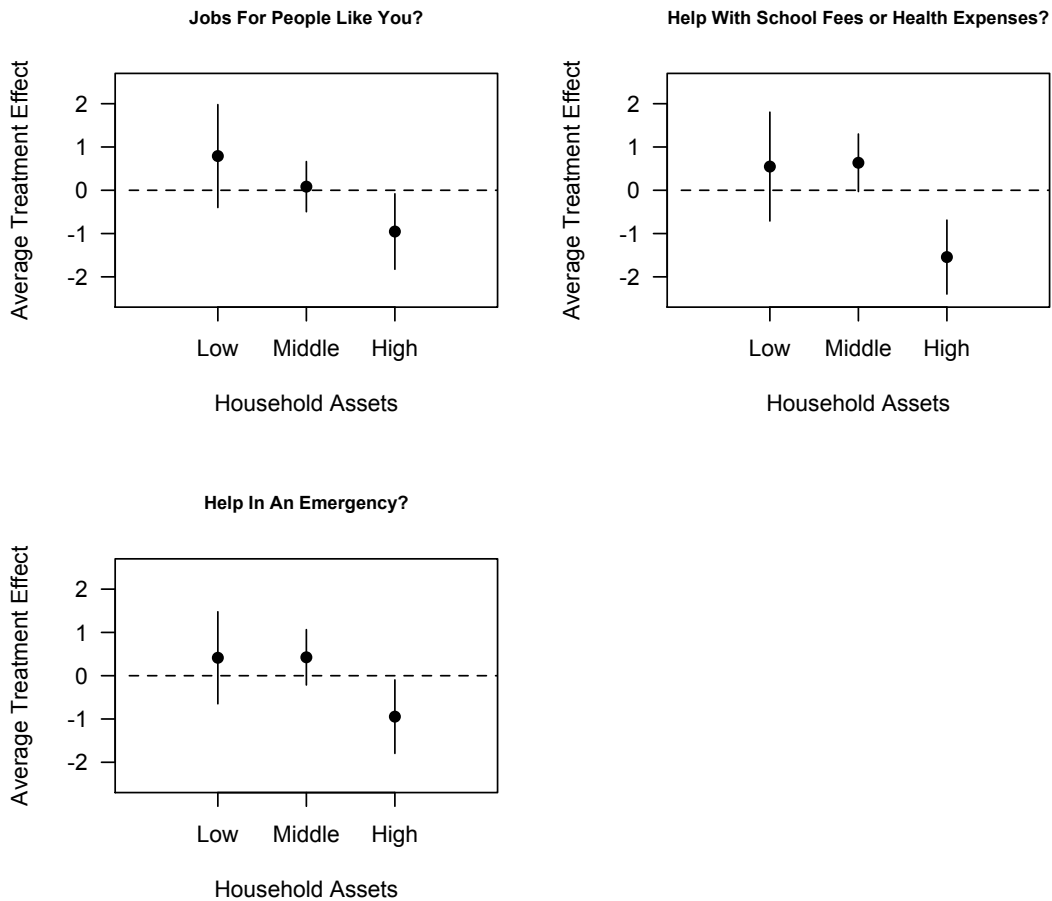 Jobs For People Like You?
Average Treatment Effect
2
1
0
-1
-2
Low Middle High
Household Assets
Help With School Fees or Health Expenses?
Average Treatment Effect
2
1
0
-1
-2
Low Middle High
Household Assets
Help In An Emergency?
Average Treatment Effect
2
1
0
-1
-2
Low Middle High
Household Assets